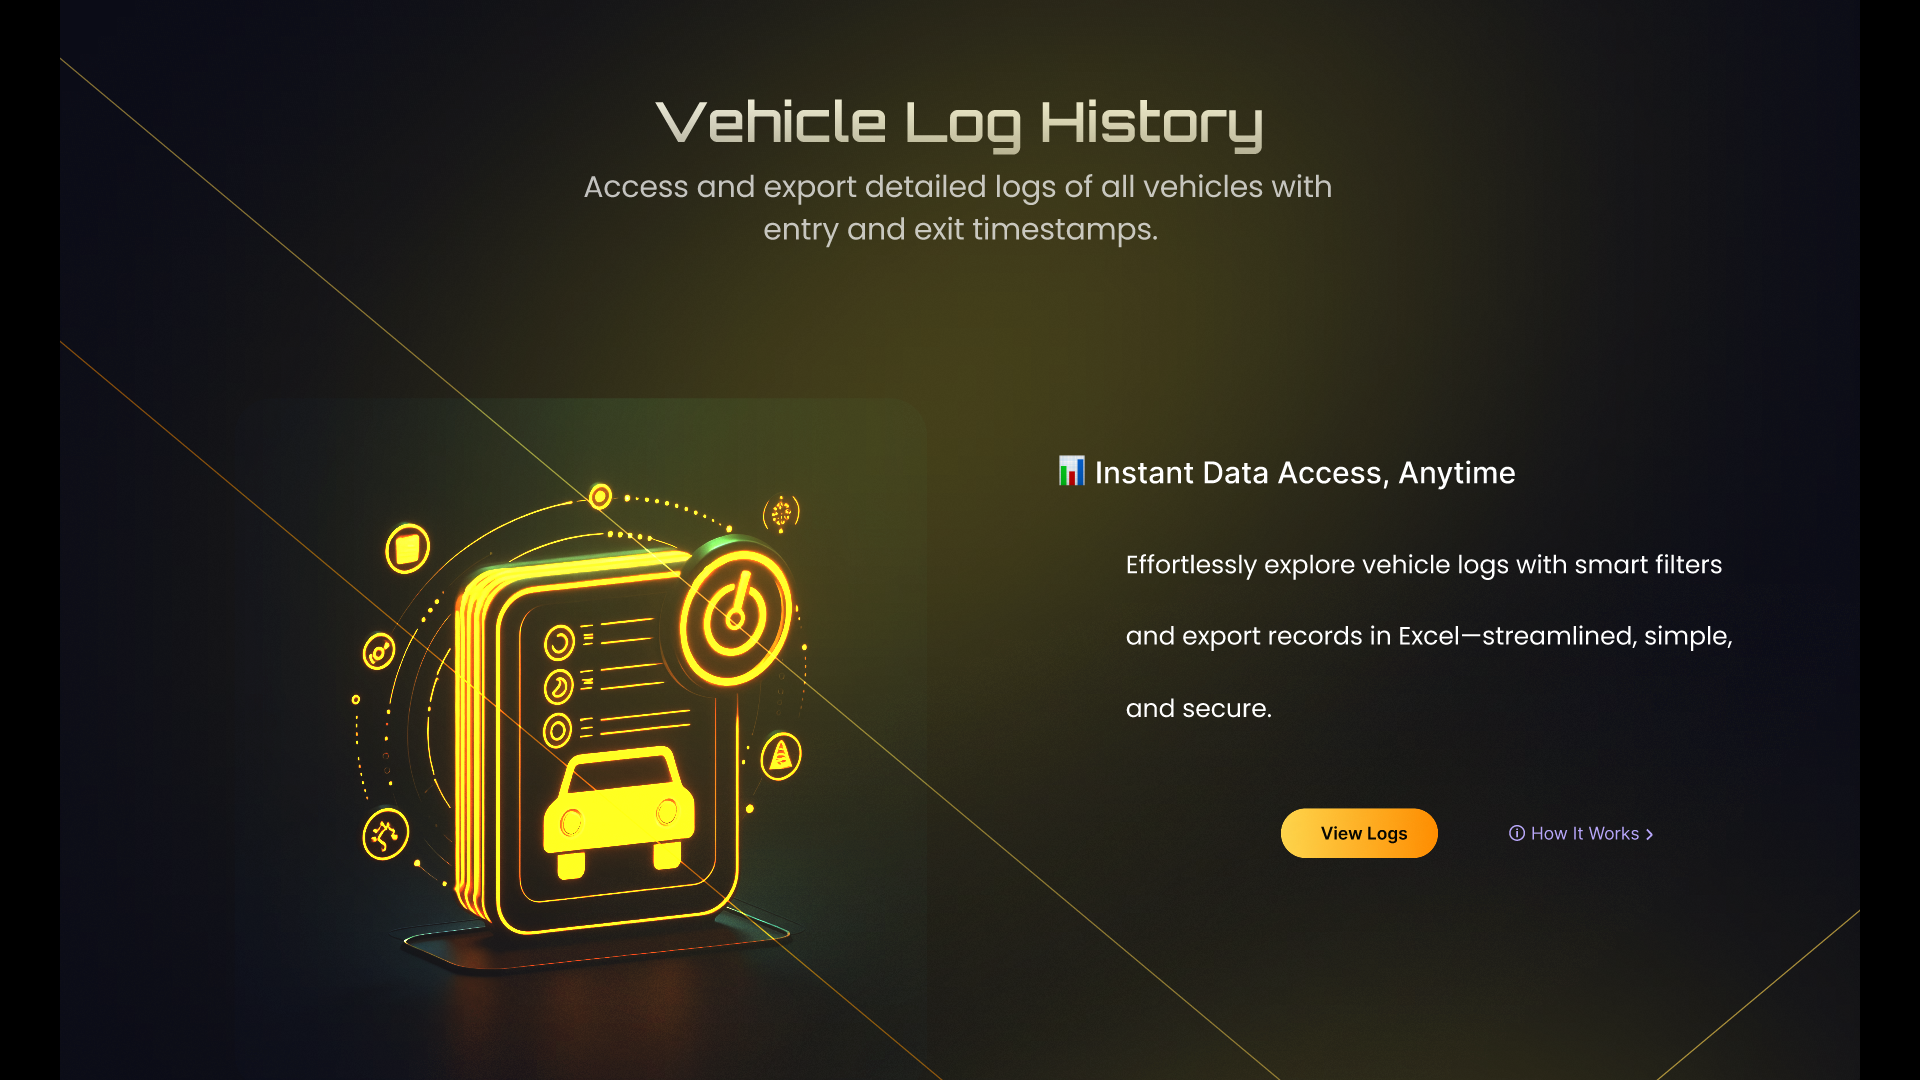 Vehicle Log History
Access and export detailed logs of all vehicles with
entry and exit timestamps.
📊 Instant Data Access, Anytime
Effortlessly explore vehicle logs with smart filters
and export records in Excel—streamlined, simple,
and secure.
View Logs
How It Works